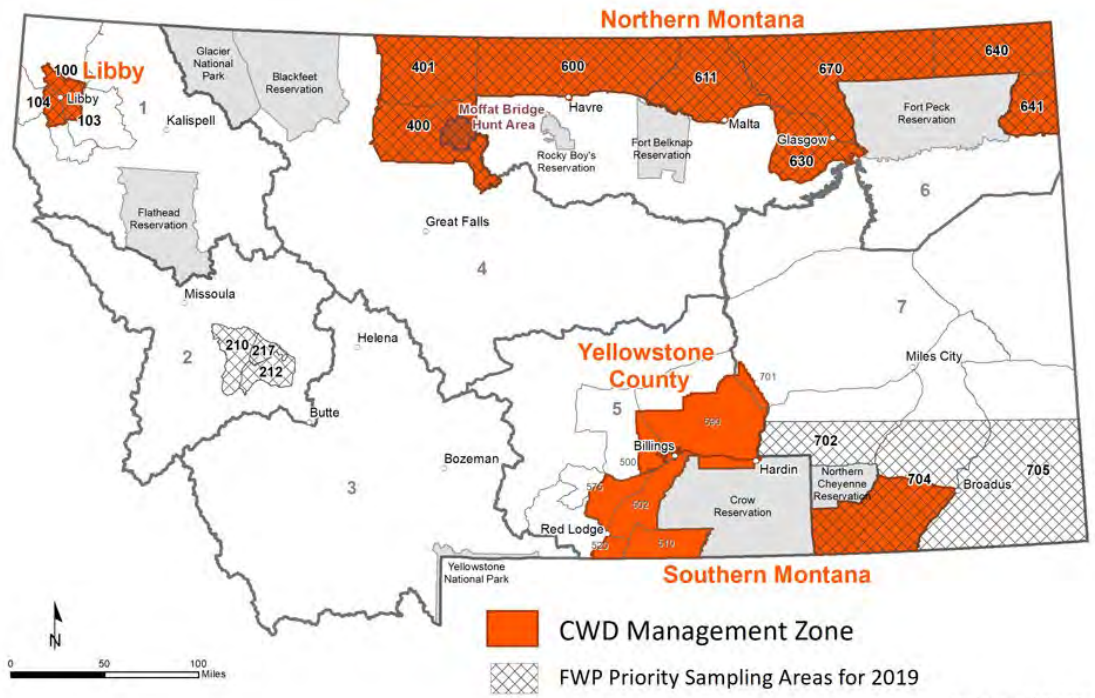 Northern Montana
Libby
100
104
Libby
103
1
Kalispell
Glacier
National
Park
Blackfeet
Reservation
401
600
611
670
640
641
400
Moffat Bridge
Hunt Area
Havre
Rocky Boy's
Reservation
Fort Belknap
Reservation
Malta
Glasgow
630
Fort Peck
Reservation
6
Flathead
Reservation
Great Falls
4
Missoula
2
210
217
212
Helena
Butte
3
Bozeman
7
Miles City
Yellowstone
County
701
5
590
Billings
500
Hardin
702
704
705
Broadus
Northern
Cheyenne
Reservation
Crow
Reservation
575
502
Red Lodge
520
510
Yellowstone
National Park
Southern Montana
N
0
50
100
Miles
CWD Management Zone
FWP Priority Sampling Areas for 2019